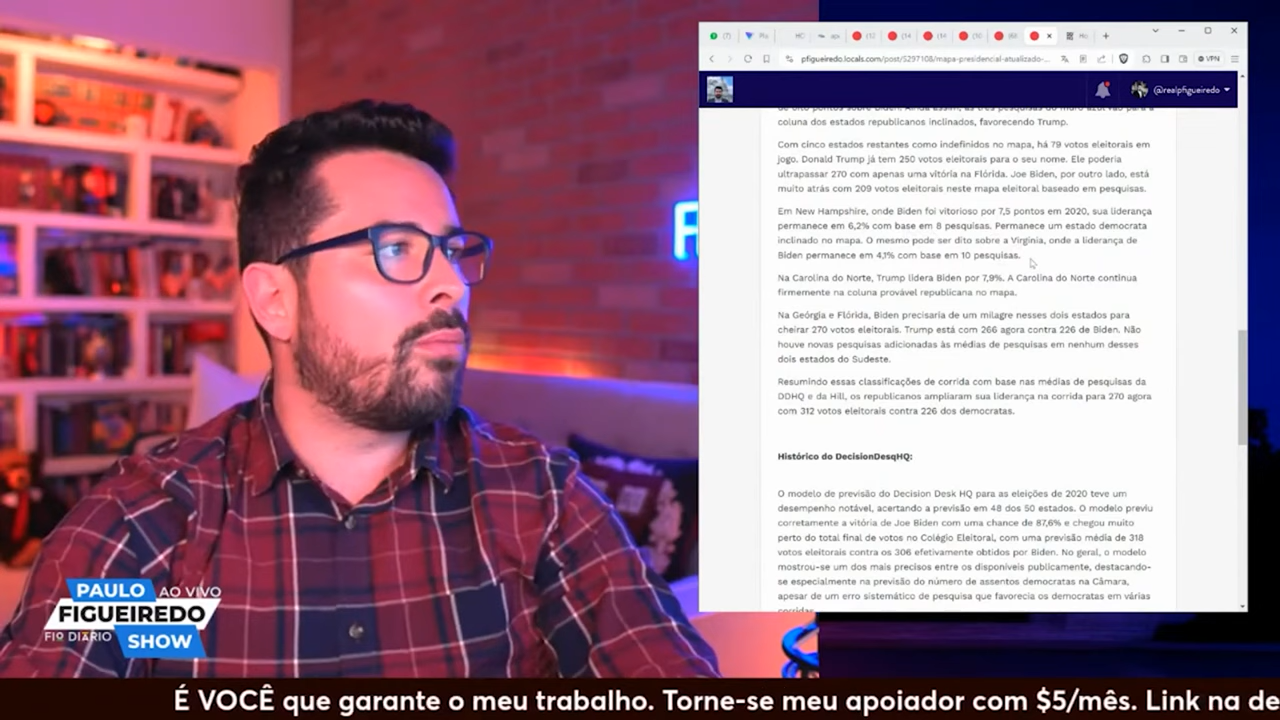 pfigueiredo.locals.com/post/5297108/mapa-presidencial-atualizado-...
VPN
@realpfigueiredo
coluna dos estados republicanos inclinados, favorecendo Trump.
Com cinco estados restantes como indefinidos no mapa, há 79 votos eleitorais em
jogo. Donald Trump já tem 250 votos eleitorais para o seu nome. Ele poderia
ultrapassar 270 com apenas uma vitória na Flórida. Joe Biden, por outro lado, está
muito atrás com 209 votos eleitorais neste mapa eleitoral baseado em pesquisas.
Em New Hampshire, onde Biden foi vitorioso por 7,5 pontos em 2020, sua liderança
permanece em 6,2% com base em 8 pesquisas. Permanece um estado democrata
inclinado no mapa. O mesmo pode ser dito sobre a Virgínia, onde a liderança de
Biden permanece em 4,1% com base em 10 pesquisas.
Na Carolina do Norte, Trump lidera Biden por 7,9%. A Carolina do Norte continua
firmemente na coluna provável republicana no mapa.
Na Geórgia e Flórida, Biden precisaria de um milagre nesses dois estados para
cheirar 270 votos eleitorais. Trump está com 266 agora contra 226 de Biden. Não
houve novas pesquisas adicionadas às médias de pesquisas em nenhum desses
dois estados do Sudeste.
Resumindo essas classificações de corrida com base nas médias de pesquisas da
DDHQ e da Hill, os republicanos ampliaram sua liderança na corrida para 270 agora
com 312 votos eleitorais contra 226 dos democratas.
Histórico do DecisionDesqHQ:
O modelo de previsão do Decision Desk HQ para as eleições de 2020 teve um
desempenho notável, acertando a previsão em 48 dos 50 estados. O modelo previu
corretamente a vitória de Joe Biden com uma chance de 87,6% e chegou muito
perto do total final de votos no Colégio Eleitoral, com uma previsão média de 318
votos eleitorais contra os 306 efetivamente obtidos por Biden. No geral, o modelo
mostrou-se um dos mais precisos entre os disponíveis publicamente, destacando-
se especialmente na previsão do número de assentos democratas na Câmara,
apesar de um erro sistemático de pesquisa que favorecia os democratas em várias
PAULO AO VIVO
FIGUEIREDO
SHOW
É VOCÊ que garante o meu trabalho. Torne-se meu apoiador com $5/mês. Link na de